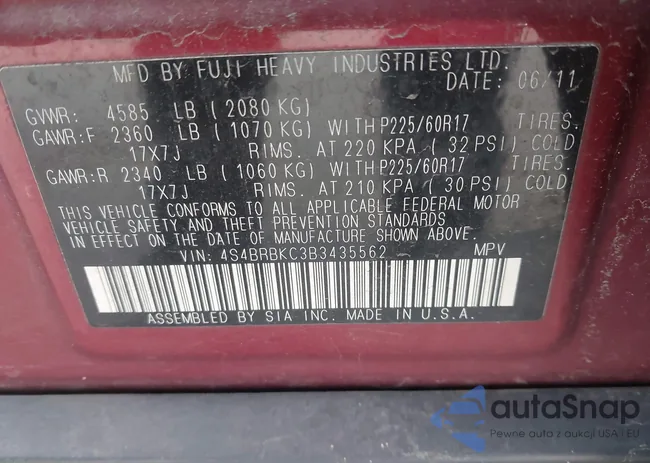 MFD BY FUJI HEAVY INDUSTRIES LTD.
DATE: 06/11
GVWR: 4585 LB (2080 KG)
GAWR:F 2360 LB (1070 KG) WITH P225/60R17 TIRES.
17X7J RIMS. AT 220 KPA (32 PSI) COLD
GAWR:R 2340 LB (1060 KG) WITH P225/60R17 TIRES.
17X7J RIMS. AT 210 KPA (30 PSI) COLD
THIS VEHICLE CONFORMS TO ALL APPLICABLE FEDERAL MOTOR
VEHICLE SAFETY AND THEFT PREVENTION STANDARDS
IN EFFECT ON THE DATE OF MANUFACTURE SHOWN ABOVE.
VIN: 4S4BRBKC3B3435562 MPV
ASSEMBLED BY SIA INC. MADE IN U.S.A.
autoSnap
Pewne auta z aukcji USA i EU